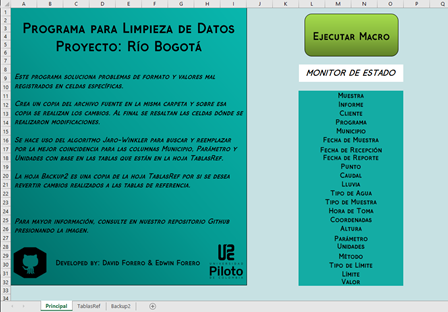 A B C D E F G H I J K L M N O
Programa para Limpieza de Datos
Proyecto: Río Bogotá
Este programa soluciona problemas de formato y valores mal
registrados en celdas específicas.
Crea un copia del archivo fuente en la misma carpeta y sobre ésa
copia se realizan los cambios. Al final se resaltan las celdas dónde se
realizaron modificaciones.
Se hace uso del algoritmo Jaro-Winkler para buscar y reemplazar
por la mejor coincidencia para las columnas Municipio, Parámetro y
Unidades con base en las tablas que están en la hoja TablasRef.
La hoja Backup2 es una copia de la hoja TablasRef por si se desea
revertir cambios realizados a las tablas de referencia.
Para mayor información, consulte en nuestro repositorio Github
presionando la imagen.
Developed by: David Forero & Edwin Forero
Piloto
Ejecutar Macro
MONITOR DE ESTADO
Muestra
Informe
Cliente
Programa
Municipio
Fecha de Muestra
Fecha de Recepción
Fecha de Reporte
Punto
Caudal
Lluvia
Tipo de Agua
Tipo de Muestra
Hora de Toma
Coordenadas
Altura
Parámetro
Unidades
Método
Tipo de Límite
Límite
Valor
Principal TablasRef Backup2